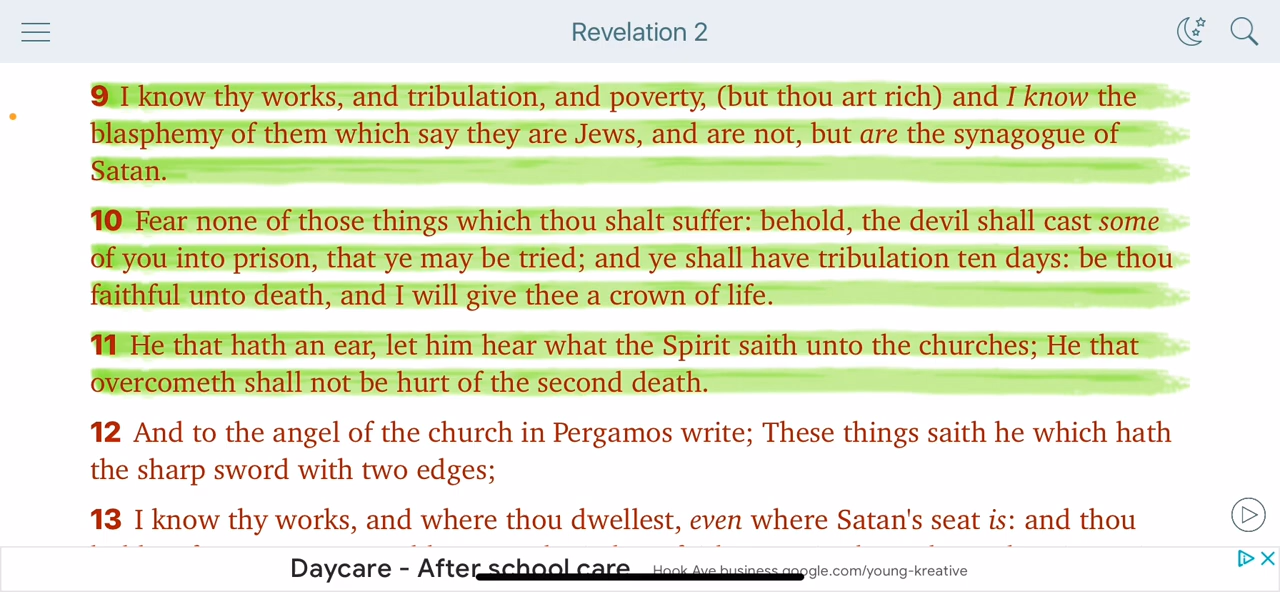 Revelation 2
9 I know thy works, and tribulation, and poverty, (but thou art rich) and I know the
blasphemy of them which say they are Jews, and are not, but are the synagogue of
Satan.
10 Fear none of those things which thou shalt suffer: behold, the devil shall cast some
of you into prison, that ye may be tried; and ye shall have tribulation ten days: be thou
faithful unto death, and I will give thee a crown of life.
11 He that hath an ear, let him hear what the Spirit saith unto the churches; He that
overcometh shall not be hurt of the second death.
12 And to the angel of the church in Pergamos write; These things saith he which hath
the sharp sword with two edges;
13 I know thy works, and where thou dwellest, even where Satan's seat is: and thou
Daycare - After school care Hook Ave business.google.com/young-kreative